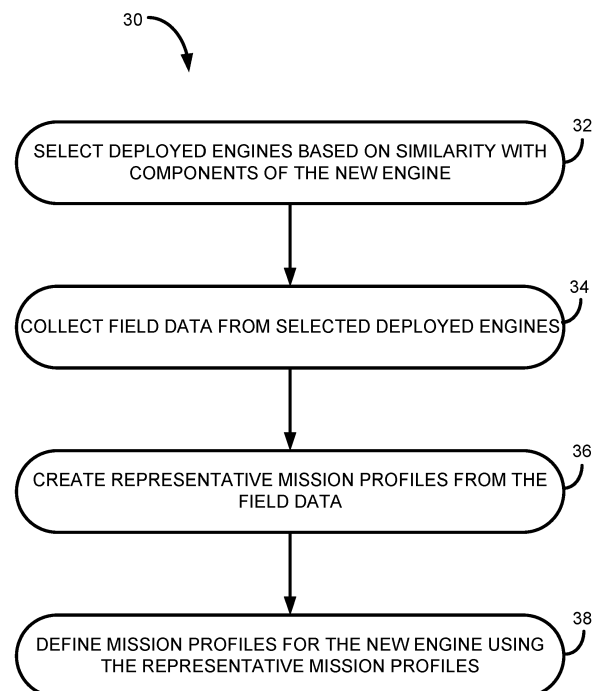 30
32
SELECT DEPLOYED ENGINES BASED ON SIMILARITY WITH
COMPONENTS OF THE NEW ENGINE
34
COLLECT FIELD DATA FROM SELECTED DEPLOYED ENGINES
36
CREATE REPRESENTATIVE MISSION PROFILES FROM THE
FIELD DATA
38
DEFINE MISSION PROFILES FOR THE NEW ENGINE USING
THE REPRESENTATIVE MISSION PROFILES